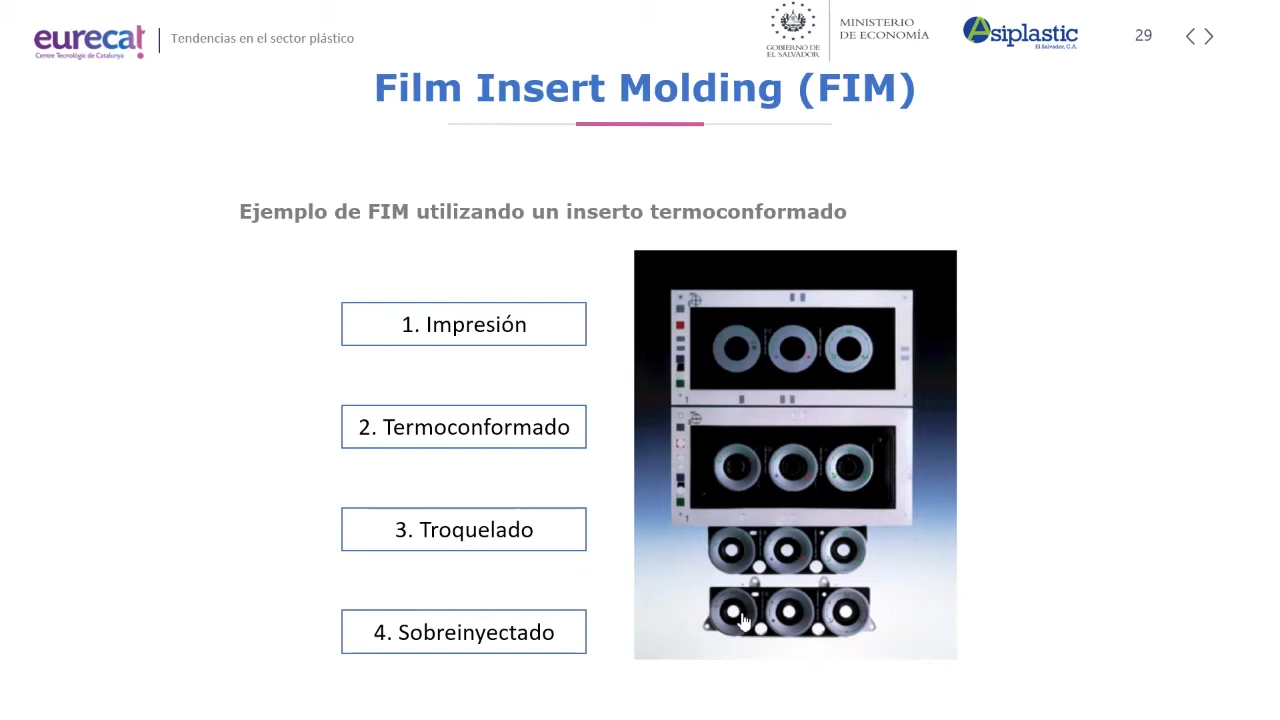 eurecat
Centre Tecnològic de Catalunya
Tendencias en el sector plástico
GOBIERNO DE
EL SALVADOR
MINISTERIO
DE ECONOMÍA
Asiplastic
El Salvador, C.A.
29
Film Insert Molding (FIM)
Ejemplo de FIM utilizando un inserto termoconformado
1. Impresión
2. Termoconformado
3. Troquelado
4. Sobreinyectado
1
1